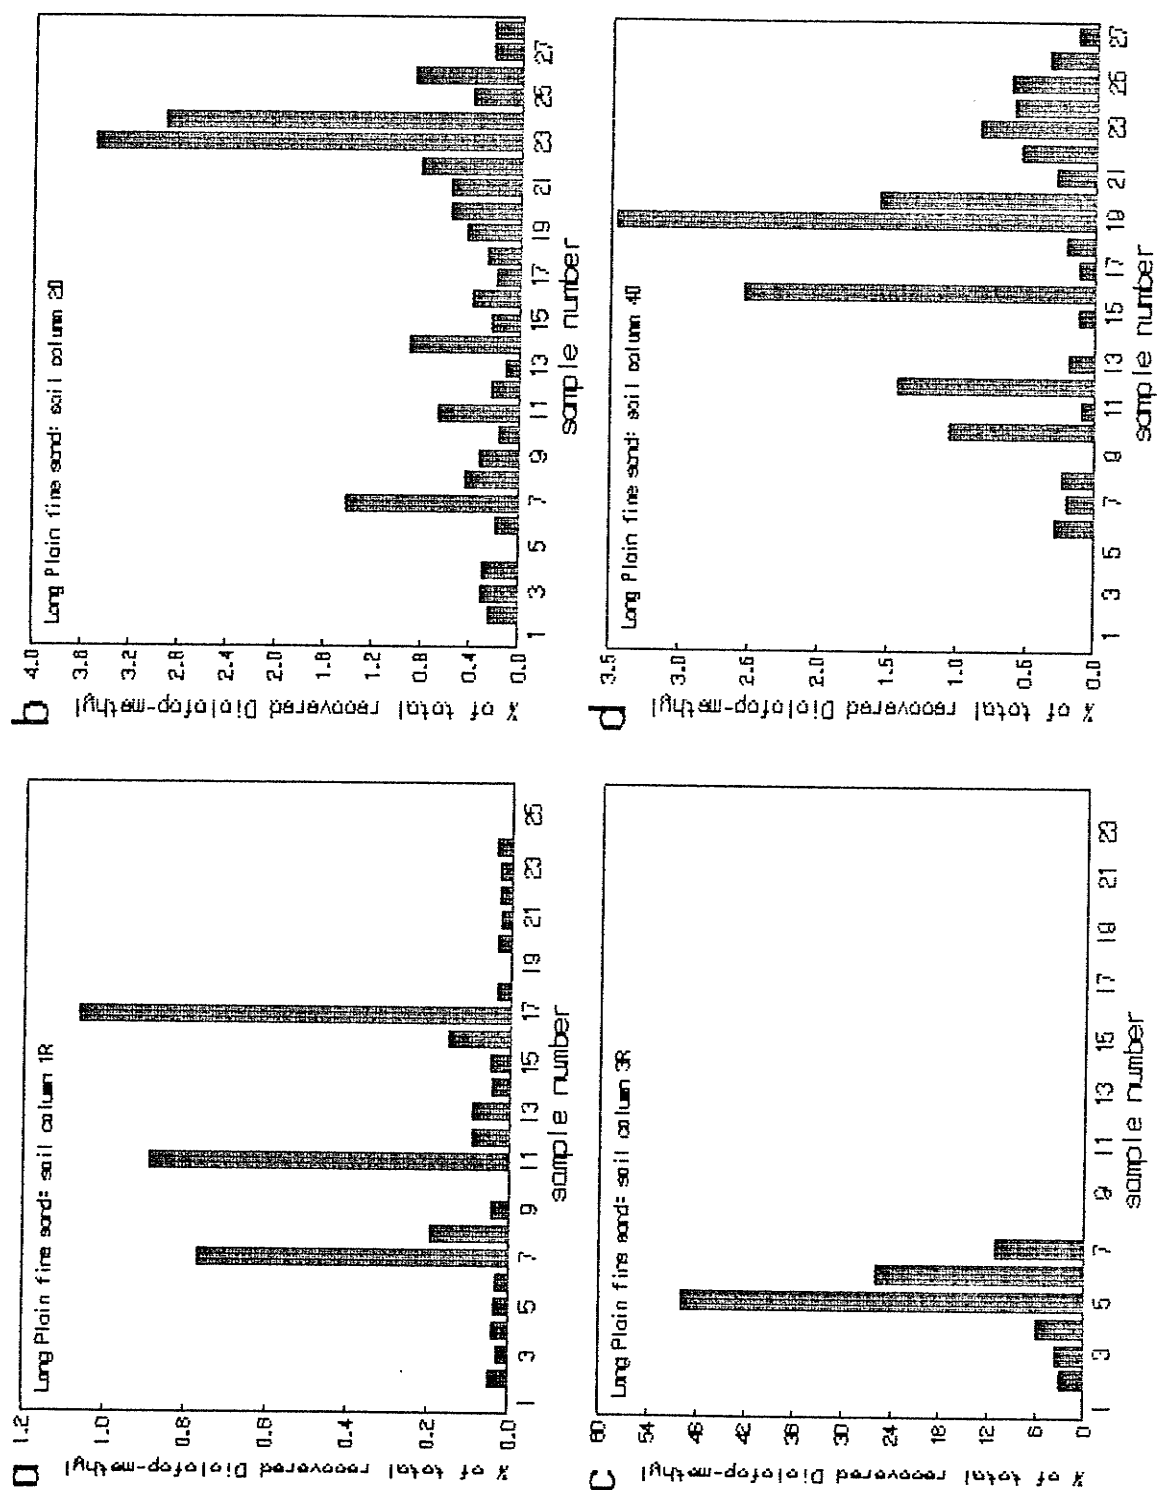 a
Long Plain fine sand: soil column 1R
% of total recovered Diclofop-methyl
1.2
1.0
0.8
0.6
0.4
0.2
0.0
1 3 5 7 9 11 13 15 17 19 21 23 25
sample number
b
Long Plain fine sand: soil column 2D
% of total recovered Diclofop-methyl
4.0
3.6
3.2
2.8
2.4
2.0
1.6
1.2
0.8
0.4
0.0
1 3 5 7 9 11 13 15 17 19 21 23 25 27
sample number
c
Long Plain fine sand: soil column 3R
% of total recovered Diclofop-methyl
60
54
48
42
36
30
24
18
12
6
0
1 3 5 7 9 11 13 15 17 19 21 23
sample number
d
Long Plain fine sand: soil column 4D
% of total recovered Diclofop-methyl
3.5
3.0
2.5
2.0
1.5
1.0
0.5
0.0
1 3 5 7 9 11 13 15 17 19 21 23 25 27
sample number